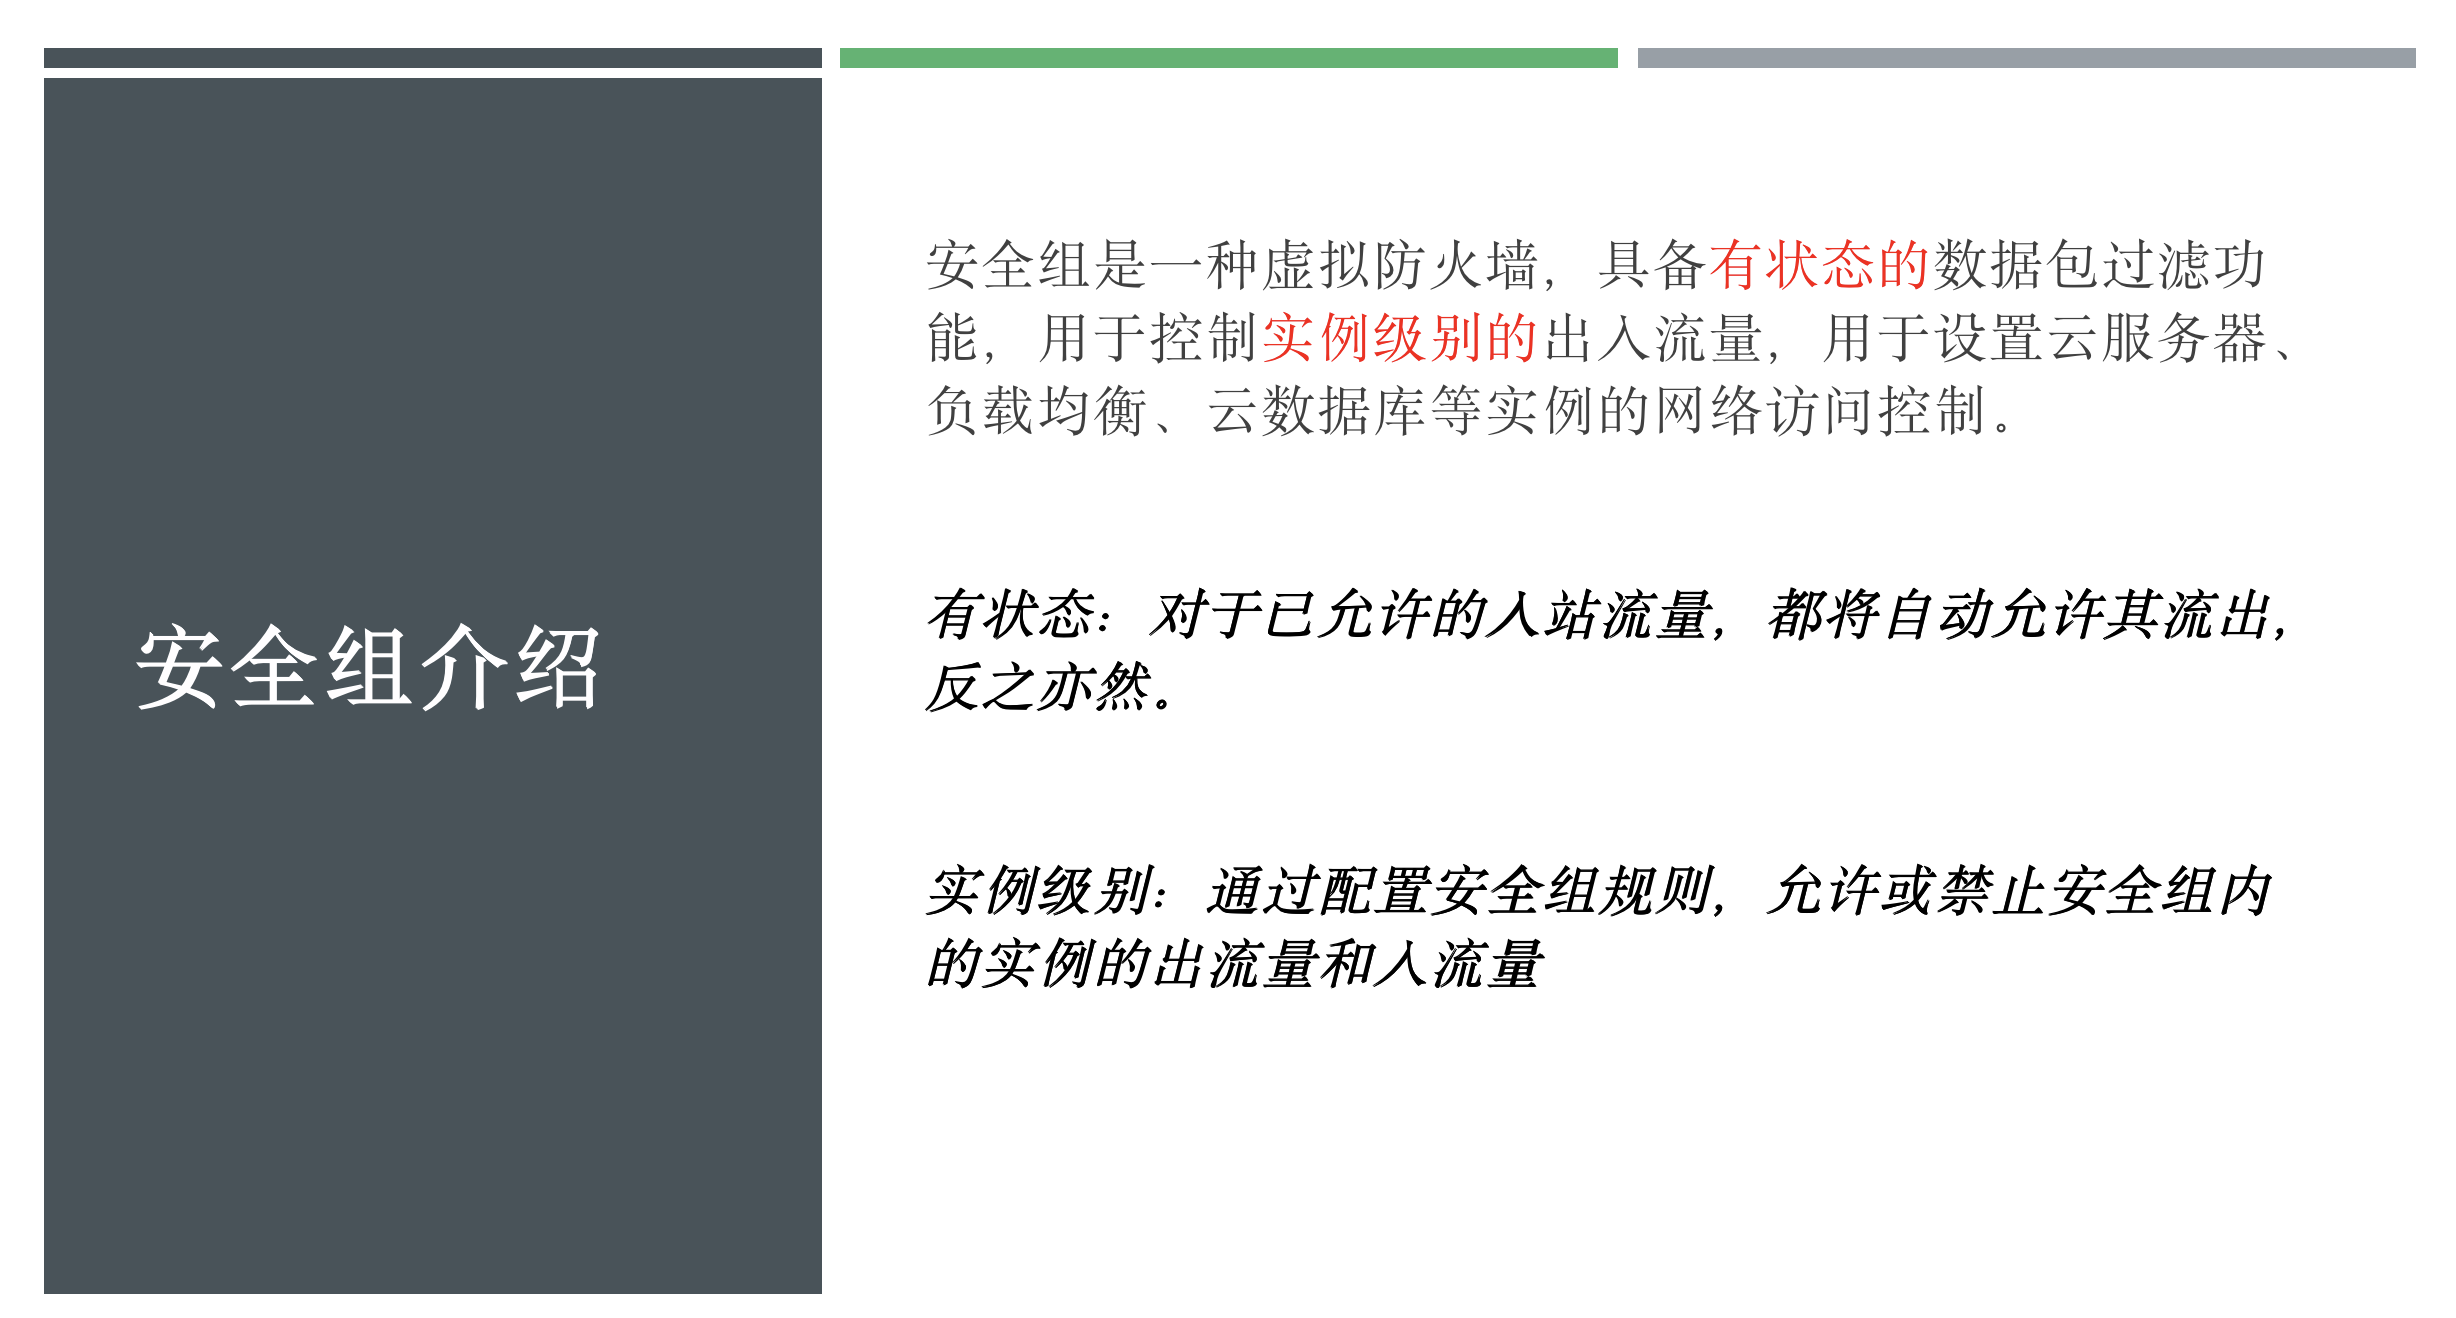 安全组介绍
安全组是一种虚拟防火墙，具备有状态的数据包过滤功
能，用于控制实例级别的出入流量，用于设置云服务器、
负载均衡、云数据库等实例的网络访问控制。
有状态：对于已允许的入站流量，都将自动允许其流出，
反之亦然。
实例级别：通过配置安全组规则，允许或禁止安全组内
的实例的出流量和入流量